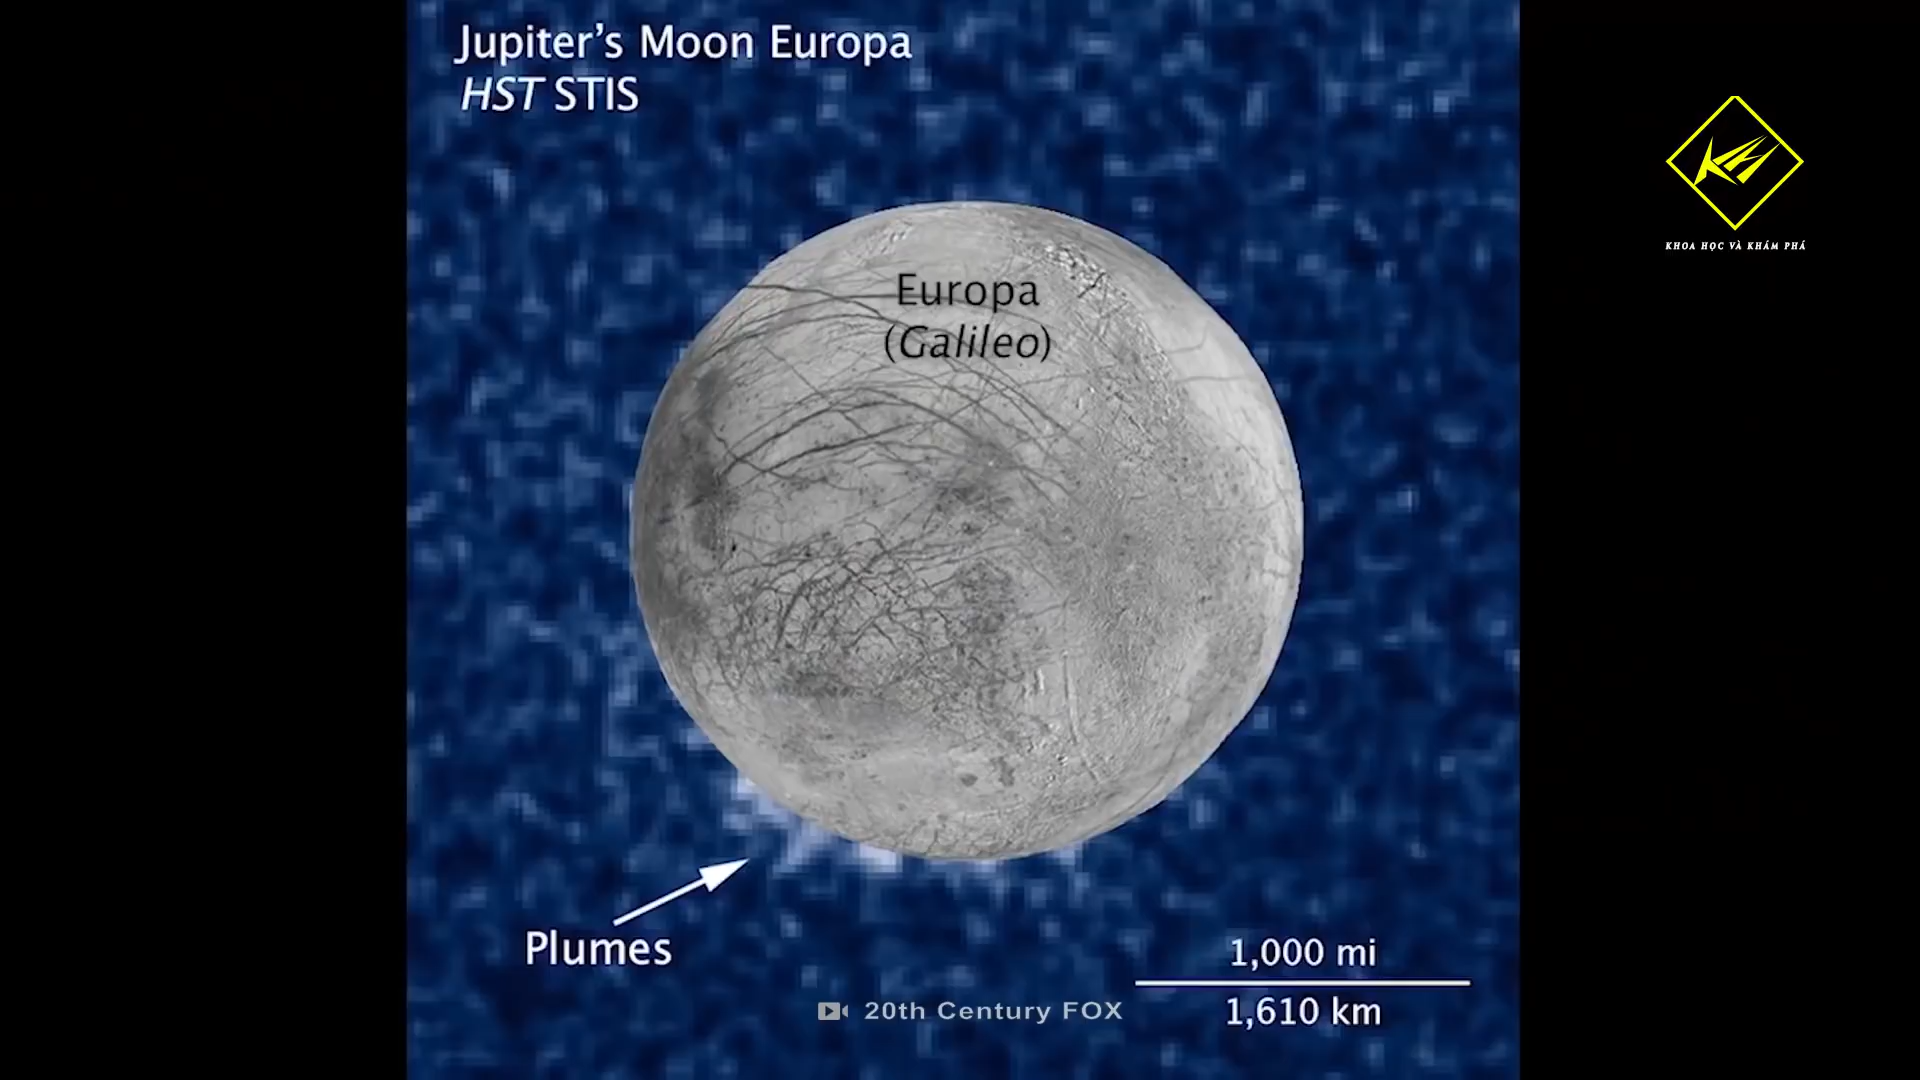 Jupiter's Moon Europa
HST STIS
KHOA HỌC VÀ KHÁM PHÁ
Europa
(Galileo)
Plumes
1,000 mi
1,610 km
20th Century FOX